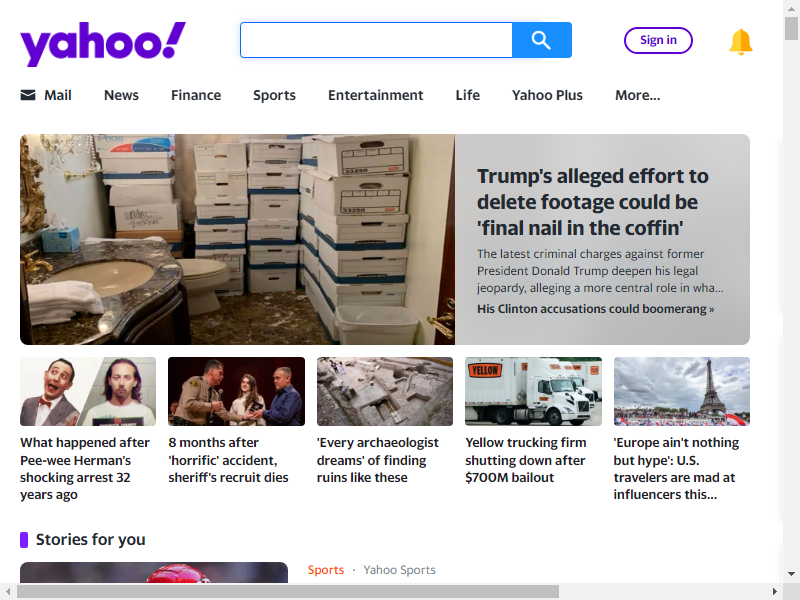 yahoo!
Sign in
Mail
News
Finance
Sports
Entertainment
Life
Yahoo Plus
More...
33250
33250
Trump's alleged effort to
delete footage could be
'final nail in the coffin'
The latest criminal charges against former
President Donald Trump deepen his legal
jeopardy, alleging a more central role in wha...
His Clinton accusations could boomerang »
YELLOW
What happened after
Pee-wee Herman's
shocking arrest 32
years ago
8 months after
'horrific' accident,
sheriff's recruit dies
'Every archaeologist
dreams' of finding
ruins like these
Yellow trucking firm
shutting down after
$700M bailout
'Europe ain't nothing
but hype': U.S.
travelers are mad at
influencers this...
Stories for you
Sports · Yahoo Sports